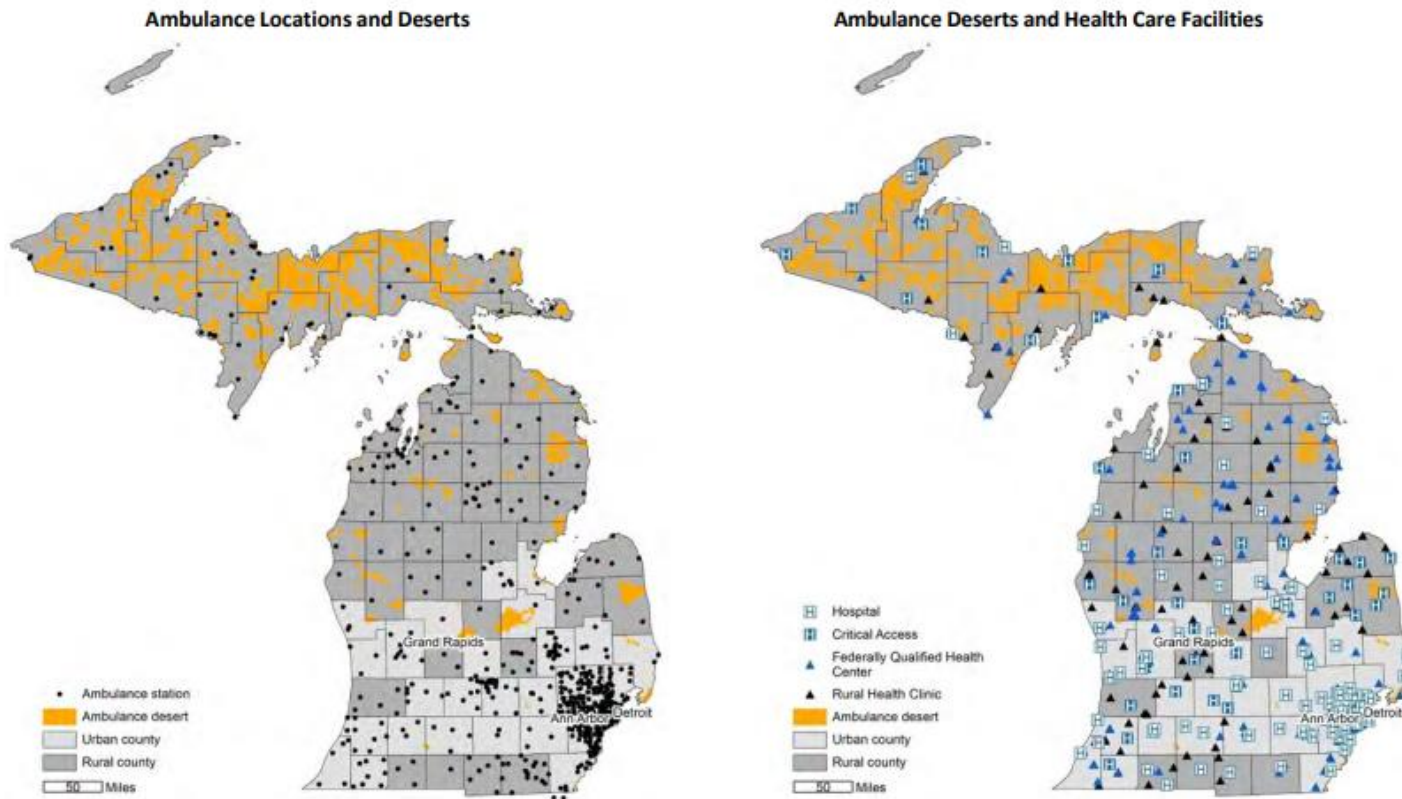 Ambulance Locations and Deserts
Grand Rapids
Ann Arbor
Detroit
Ambulance station
Ambulance desert
Urban county
Rural county
50 Miles
Ambulance Deserts and Health Care Facilities
H Hospital
H Critical Access
Federally Qualified Health
Center
Rural Health Clinic
Ambulance desert
Urban county
Rural county
50 Miles
Grand Rapids
Ann Arbor
Detroit